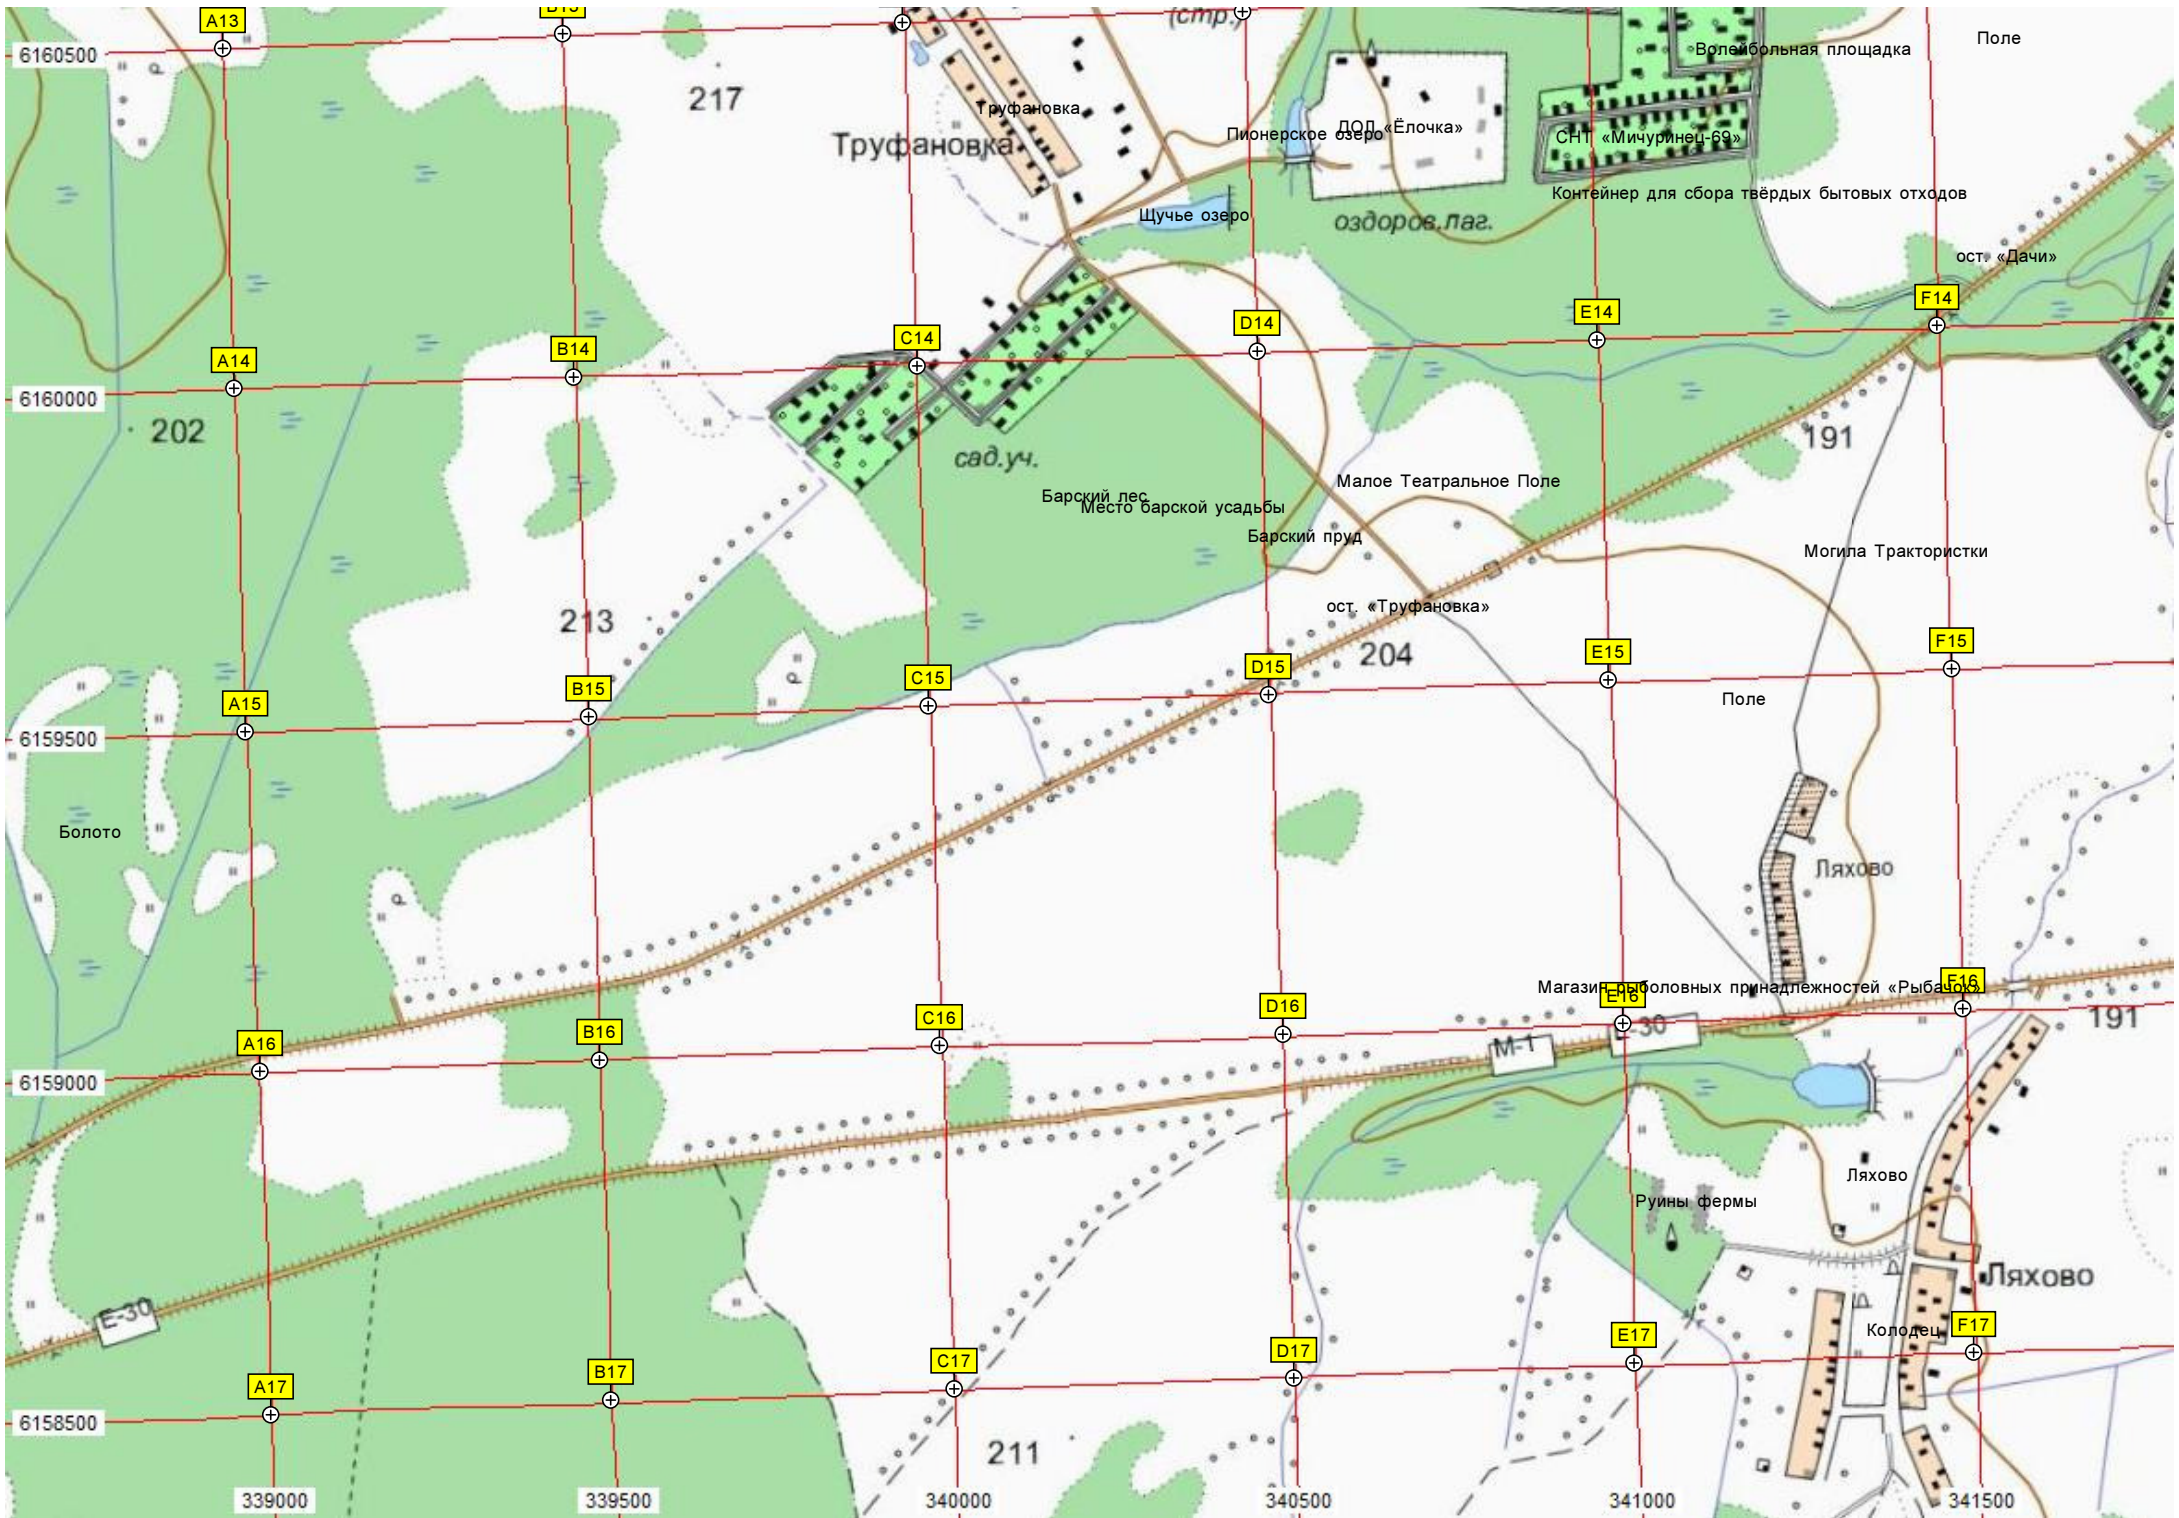 A13
B13
(стр.)
6160500
Волейбольная площадка
Поле
217
Труфановка
Труфановка
Пионерское озеро
ДОЛ «Ёлочка»
СНТ «Мичуринец-69»
Контейнер для сбора твёрдых бытовых отходов
Щучье озеро
оздоров.лаг.
ост. «Дачи»
A14
B14
C14
D14
E14
F14
6160000
202
191
сад.уч.
Малое Театральное Поле
Барский лес
Место барской усадьбы
Барский пруд
Могила Трактористки
213
ост. «Труфановка»
204
A15
B15
C15
D15
E15
F15
6159500
Поле
Болото
Ляхово
Магазин рыболовных принадлежностей «Рыбачок»
A16
B16
C16
D16
E16
F16
М-1
Е-30
191
6159000
Ляхово
Руины фермы
Ляхово
Е-30
Колодец
A17
B17
C17
D17
E17
F17
6158500
211
339000
339500
340000
340500
341000
341500